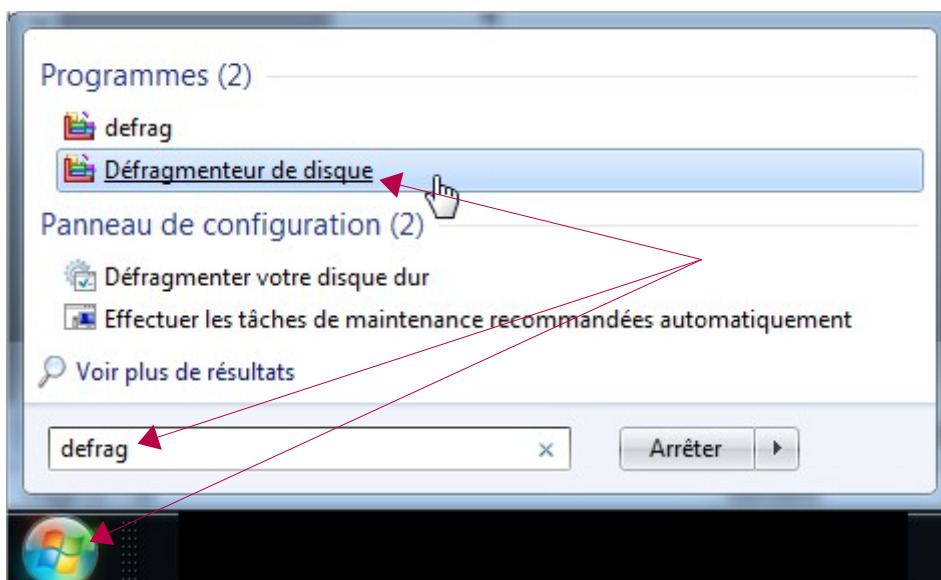 Programmes (2)
defrag
Défragmenteur de disque
Panneau de configuration (2)
Défragmenter votre disque dur
Effectuer les tâches de maintenance recommandées automatiquement
Voir plus de résultats
defrag
Arrêter